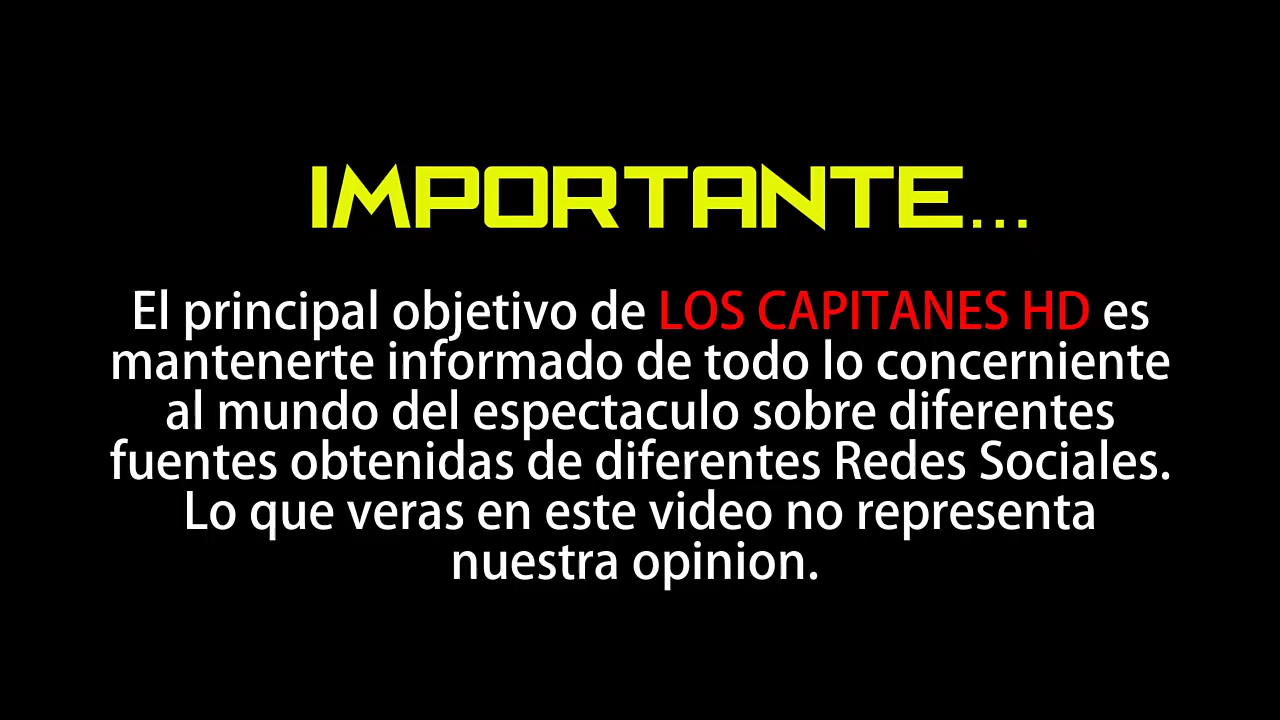 IMPORTANTE...
El principal objetivo de LOS CAPITANES HD es
mantenerte informado de todo lo concerniente
al mundo del espectaculo sobre diferentes
fuentes obtenidas de diferentes Redes Sociales.
Lo que veras en este video no representa
nuestra opinion.